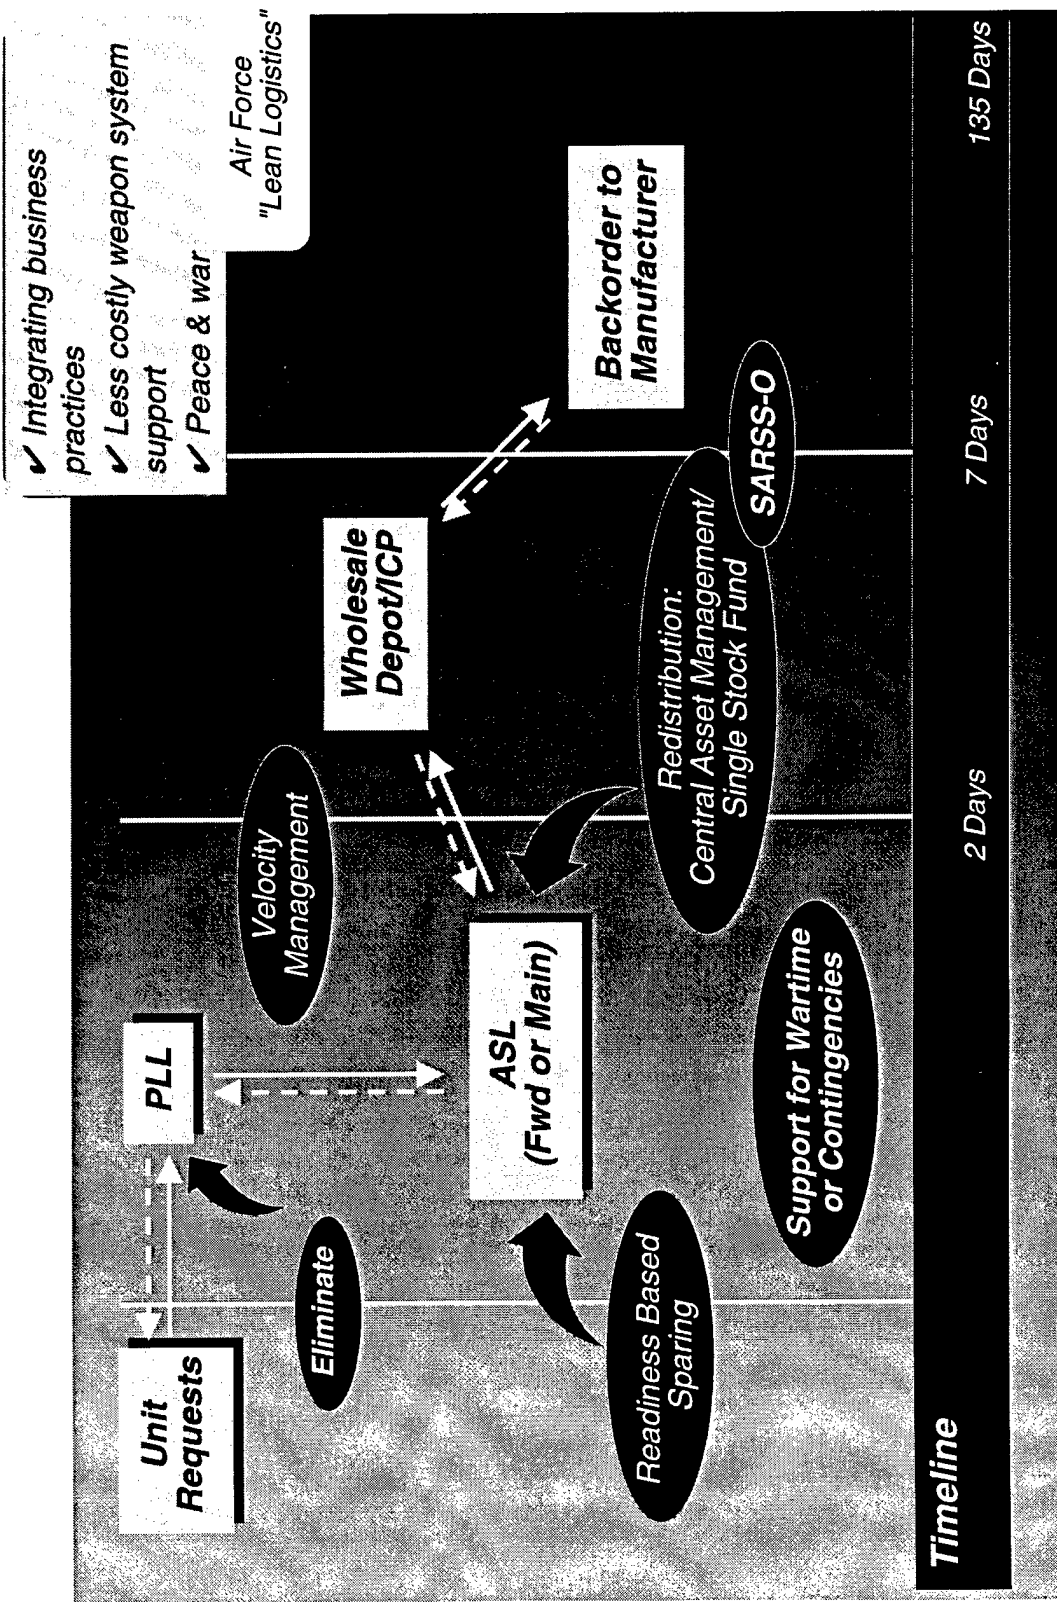 ✔ Integrating business
practices
✔ Less costly weapon system
support
✔ Peace & war
Air Force
"Lean Logistics"
Unit
Requests
PLL
Eliminate
Velocity
Management
Wholesale
Depot/ICP
ASL
(Fwd or Main)
Backorder to
Manufacturer
Readiness Based
Sparing
Redistribution:
Central Asset Management/
Single Stock Fund
SARSS-O
Support for Wartime
or Contingencies
Timeline
2 Days
7 Days
135 Days